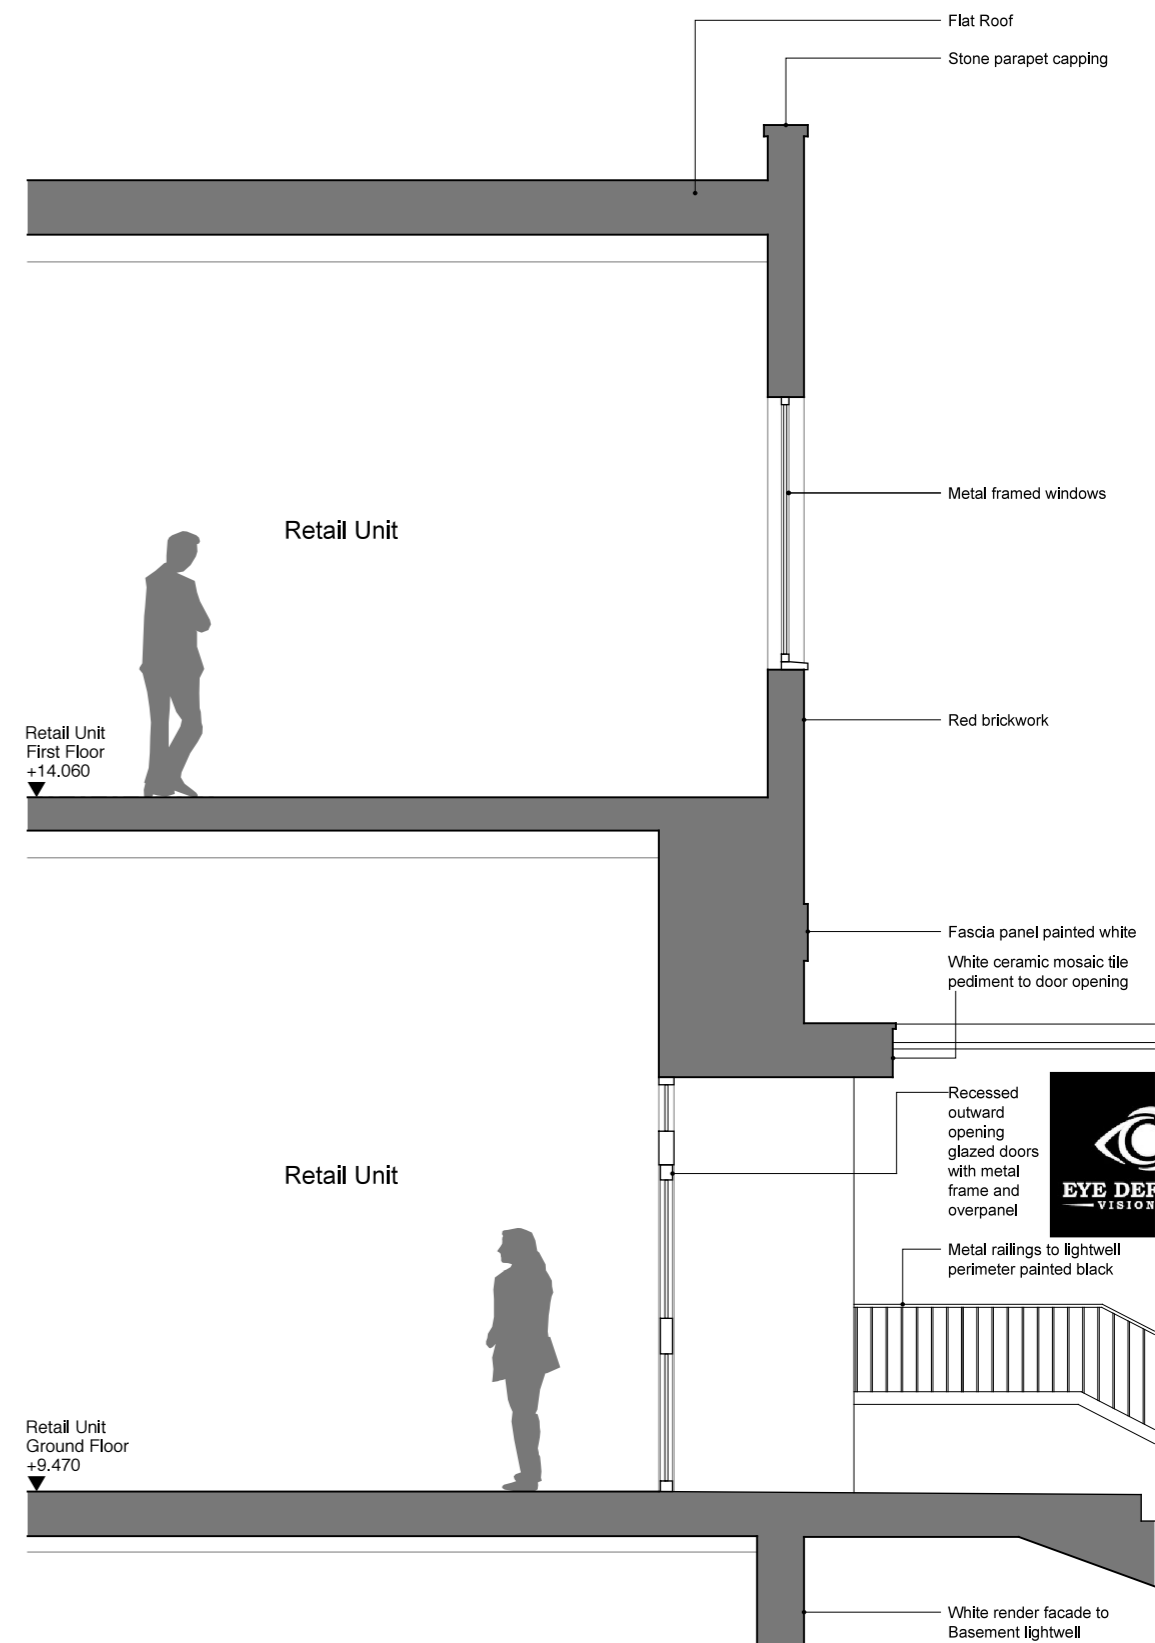 Flat Roof
Stone parapet capping
Metal framed windows
Retail Unit
Retail Unit
First Floor
+14.060
Red brickwork
Fascia panel painted white
White ceramic mosaic tile
pediment to door opening
Recessed
outward
opening
glazed doors
with metal
frame and
overpanel
EYE
VISION
Retail Unit
Metal railings to lightwell
perimeter painted black
Retail Unit
Ground Floor
+9.470
White render facade to
Basement lightwell